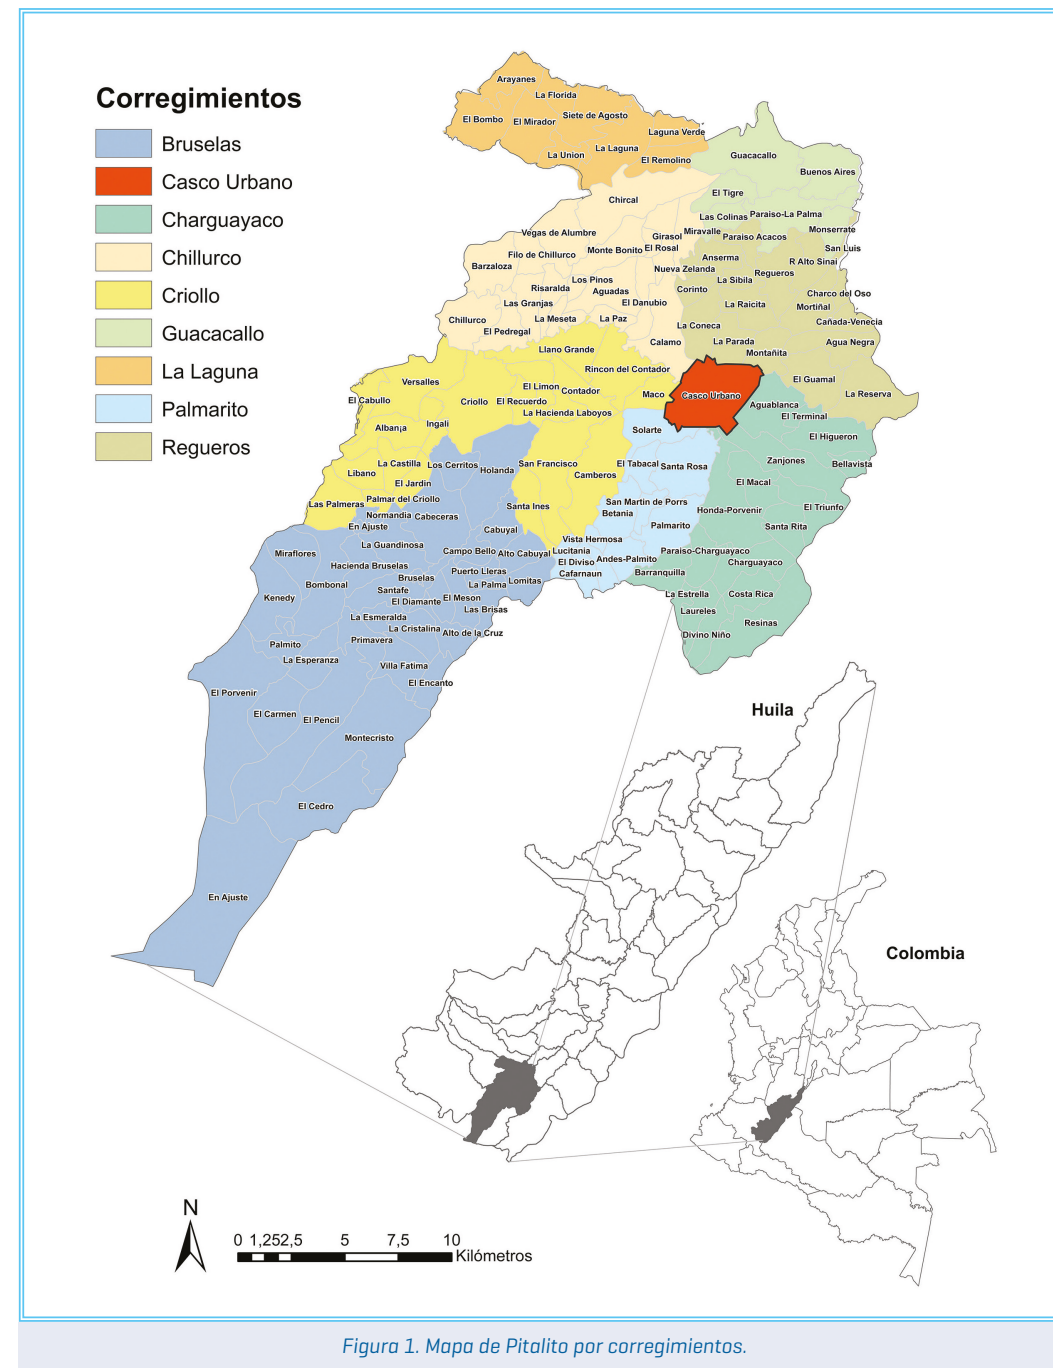 Corregimientos
Bruselas
Casco Urbano
Charguayaco
Chillurco
Criollo
Guacacallo
La Laguna
Palmarito
Regueros
Arayanes
La Florida
El Bombo
El Mirador
Siete de Agosto
Laguna Verde
La Union
La Laguna
El Remolino
Guacacallo
Buenos Aires
El Tigre
Chircal
Las Colinas
Paraiso-La Palma
Monserrate
Vegas de Alumbre
Girasol
Miravalle
Paraiso Acacos
San Luis
Filo de Chillurco
Monte Bonito
El Rosal
Anserma
R Alto Sinai
Barzaloza
Nueva Zelanda
Regueros
La Sibila
Los Pinos
Risaralda
Aguadas
Corinto
Charco del Oso
Las Granjas
El Danubio
La Raicita
Mortiñal
Chillurco
La Meseta
La Paz
La Coneca
Cañada-Venecia
El Pedregal
Calamo
La Parada
Agua Negra
Llano Grande
Montañita
Rincon del Contador
Versalles
El Limon
Contador
Maco
Casco Urbano
El Guamal
La Reserva
El Cabullo
Criollo
El Recuerdo
Aguablanca
La Hacienda Laboyos
El Terminal
Alban¡a
Ingali
Solarte
El Higueron
La Castilla
Los Cerritos
San Francisco
El Tabacal
Santa Rosa
Zanjones
Bellavista
Libano
Holanda
Camberos
El Jardin
El Macal
Las Palmeras
Palmar del Criollo
Santa Ines
San Martin de Porrs
Honda-Porvenir
El Triunfo
Normandia
Cabeceras
Betania
En Ajuste
Cabuyal
Palmarito
Santa Rita
La Guandinosa
Vista Hermosa
Miraflores
Campo Bello
Alto Cabuyal
Lucitania
Paraiso-Charguayaco
Hacienda Bruselas
El Diviso
Andes-Palmito
Charguayaco
Bombonal
Bruselas
Puerto Lleras
Cafarnaun
Barranquilla
Santafe
La Palma
Lomitas
Kenedy
El Diamante
El Meson
La Estrella
Costa Rica
Las Brisas
Laureles
La Esmeralda
La Cristalina
Alto de la Cruz
Resinas
Palmito
Primavera
Divino Niño
La Esperanza
Villa Fatima
El Encanto
El Porvenir
El Carmen
El Pencil
Montecristo
El Cedro
En Ajuste
Huila
Colombia
N
0 1,252,5 5 7,5 10
Kilómetros
Figura 1. Mapa de Pitalito por corregimientos.